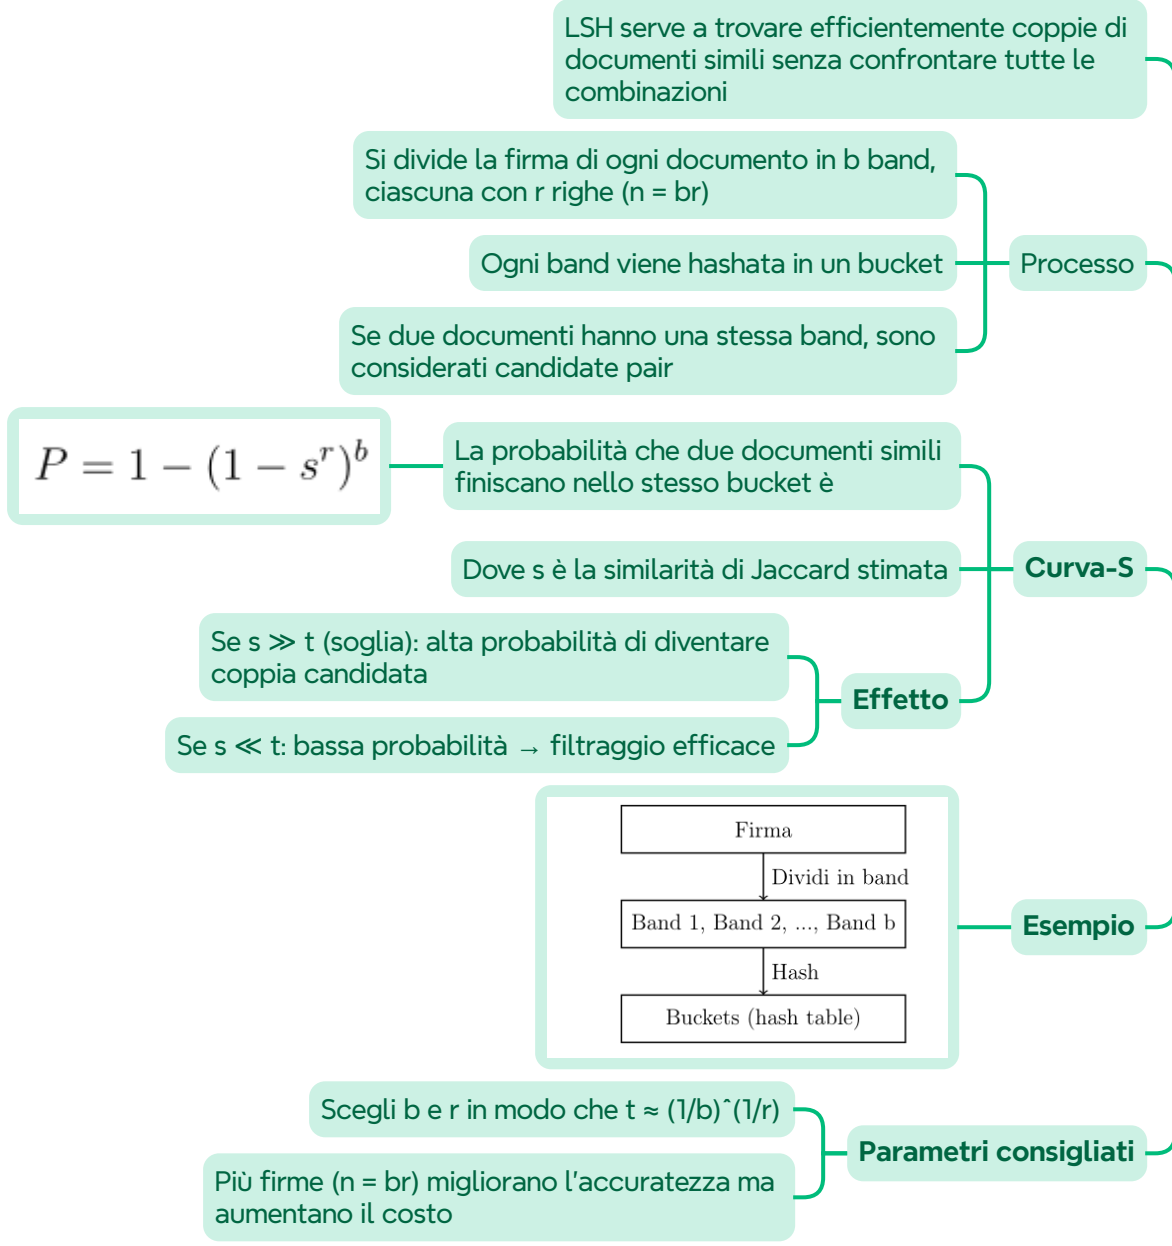 LSH serve a trovare efficientemente coppie di
documenti simili senza confrontare tutte le
combinazioni
Si divide la firma di ogni documento in b band,
ciascuna con r righe (n = br)
Ogni band viene hashata in un bucket
Processo
Se due documenti hanno una stessa band, sono
considerati candidate pair
P = 1 − (1 − s^r)^b
La probabilità che due documenti simili
finiscano nello stesso bucket è
Dove s è la similarità di Jaccard stimata
Curva-S
Se s ≫ t (soglia): alta probabilità di diventare
coppia candidata
Effetto
Se s ≪ t: bassa probabilità → filtraggio efficace
Firma
Dividi in band
Band 1, Band 2, ..., Band b
Hash
Buckets (hash table)
Esempio
Scegli b e r in modo che t ≈ (1/b)^(1/r)
Parametri consigliati
Più firme (n = br) migliorano l'accuratezza ma
aumentano il costo